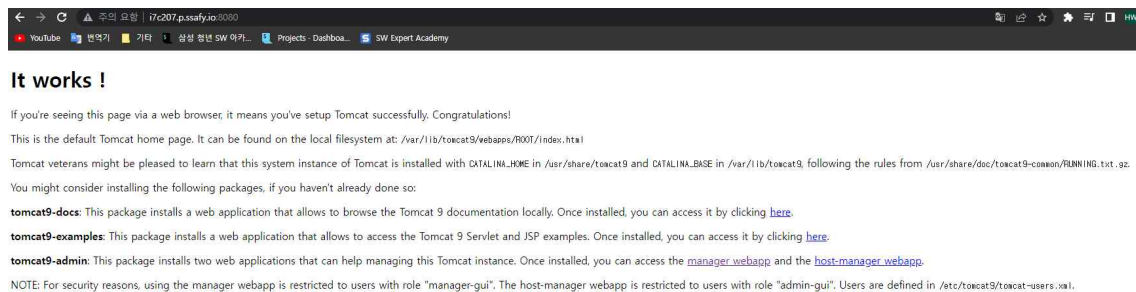 주의 요함 | i7c207.p.ssafy.io:8080
YouTube 번역기 기타 삼성 청년 SW 아카... Projects - Dashboa... SW Expert Academy
It works !
If you're seeing this page via a web browser, it means you've setup Tomcat successfully. Congratulations!
This is the default Tomcat home page. It can be found on the local filesystem at: /var/lib/tomcat9/webapps/ROOT/index.html
Tomcat veterans might be pleased to learn that this system instance of Tomcat is installed with CATALINA_HOME in /usr/share/tomcat9 and CATALINA_BASE in /var/lib/tomcat9, following the rules from /usr/share/doc/tomcat9-common/RUNNING.txt.gz.
You might consider installing the following packages, if you haven't already done so:
tomcat9-docs: This package installs a web application that allows to browse the Tomcat 9 documentation locally. Once installed, you can access it by clicking here.
tomcat9-examples: This package installs a web application that allows to access the Tomcat 9 Servlet and JSP examples. Once installed, you can access it by clicking here.
tomcat9-admin: This package installs two web applications that can help managing this Tomcat instance. Once installed, you can access the manager webapp and the host-manager webapp.
NOTE: For security reasons, using the manager webapp is restricted to users with role "manager-gui". The host-manager webapp is restricted to users with role "admin-gui". Users are defined in /etc/tomcat9/tomcat-users.xml.